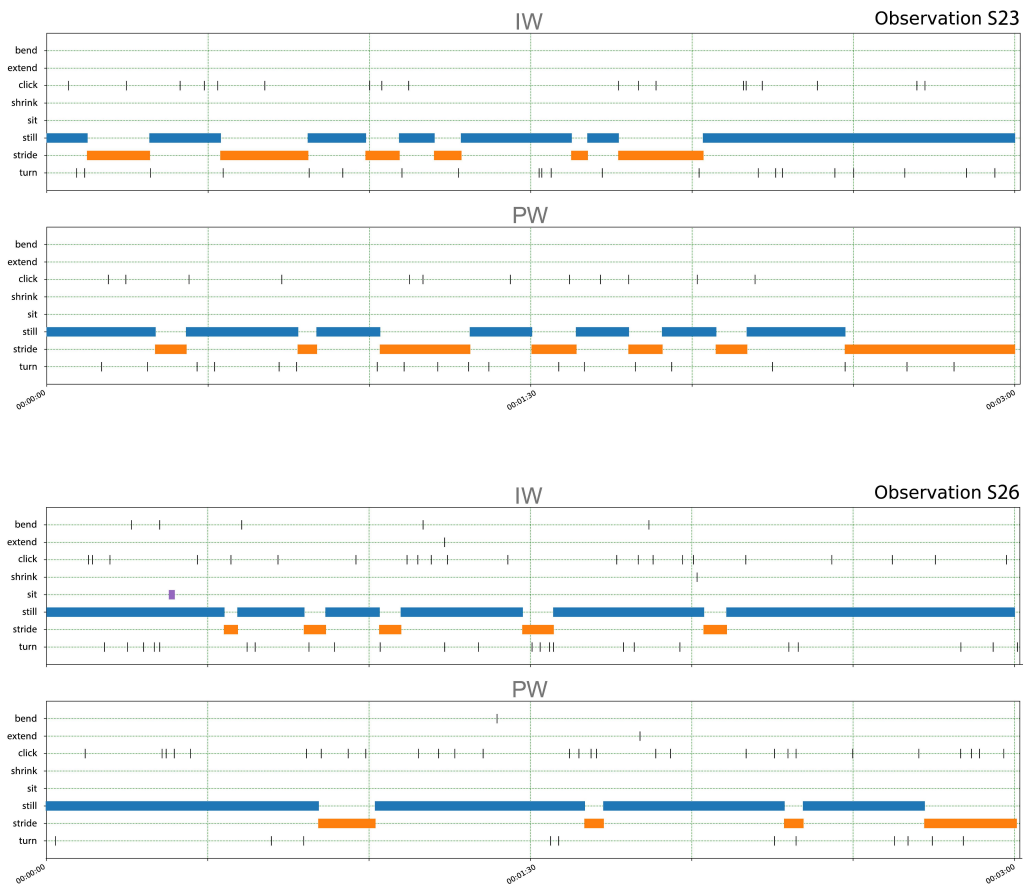 IW
Observation S23
bend
extend
click
shrink
sit
still
stride
turn
PW
bend
extend
click
shrink
sit
still
stride
turn
00:00:00
00:01:30
00:03:00
IW
Observation S26
bend
extend
click
shrink
sit
still
stride
turn
PW
bend
extend
click
shrink
sit
still
stride
turn
00:00:00
00:01:30
00:03:00